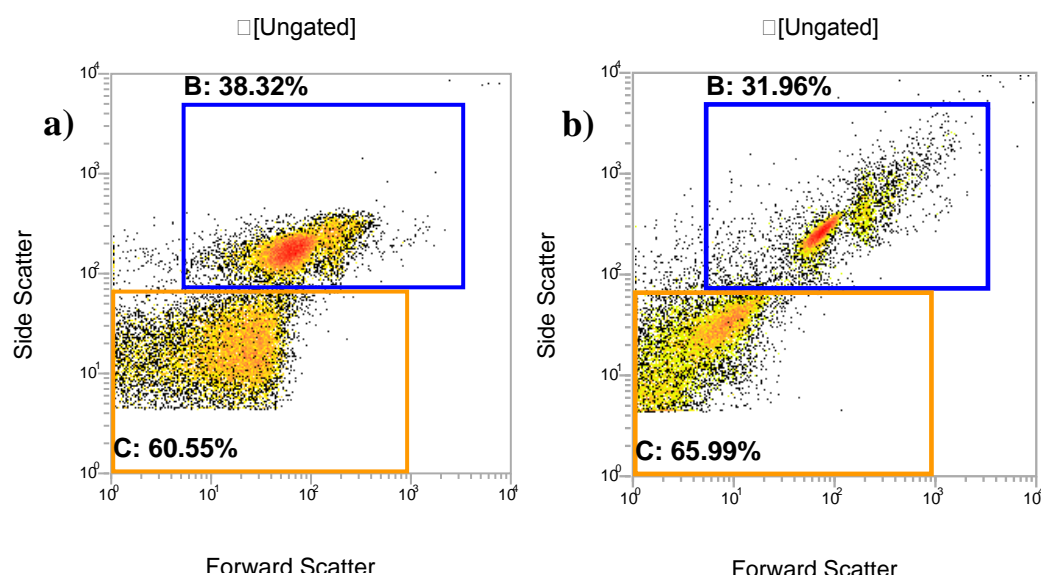 □[Ungated]
a)
B: 38.32%
C: 60.55%
10⁴
10³
10²
10¹
10⁰
10⁰ 10¹ 10² 10³ 10⁴
Side Scatter
Forward Scatter
□[Ungated]
b)
B: 31.96%
C: 65.99%
10⁴
10³
10²
10¹
10⁰
10⁰ 10¹ 10² 10³ 10⁴
Side Scatter
Forward Scatter